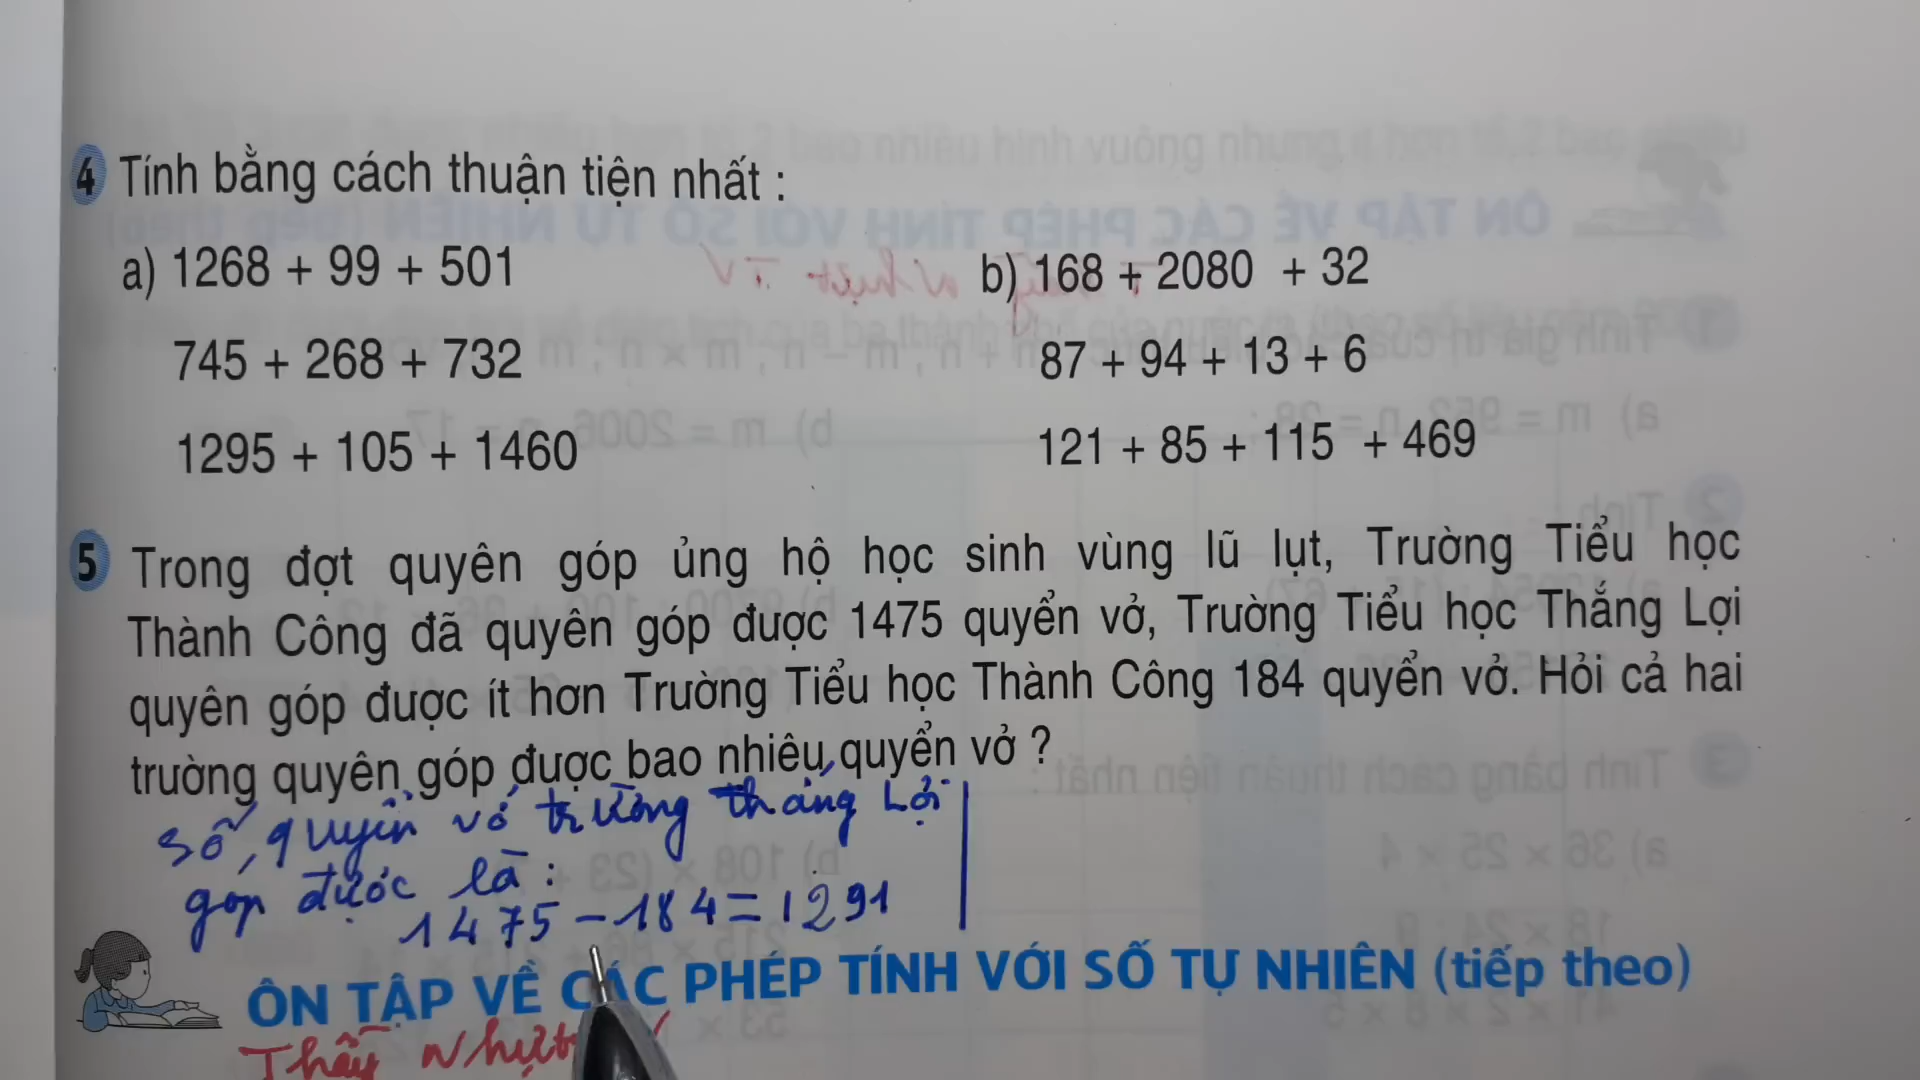 4 Tính bằng cách thuận tiện nhất :
a) 1268 + 99 + 501
b) 168 + 2080 + 32
745 + 268 + 732
87 + 94 + 13 + 6
1295 + 105 + 1460
121 + 85 + 115 + 469
5 Trong đợt quyên góp ủng hộ học sinh vùng lũ lụt, Trường Tiểu học
Thành Công đã quyên góp được 1475 quyển vở, Trường Tiểu học Thắng Lợi
quyên góp được ít hơn Trường Tiểu học Thành Công 184 quyển vở. Hỏi cả hai
trường quyên góp được bao nhiêu quyển vở ?
số quyển vở trường thắng Lợi
góp được là:
1475 - 184 = 1291
ÔN TẬP VỀ CÁC PHÉP TÍNH VỚI SỐ TỰ NHIÊN (tiếp theo)
Thầy Nhựt